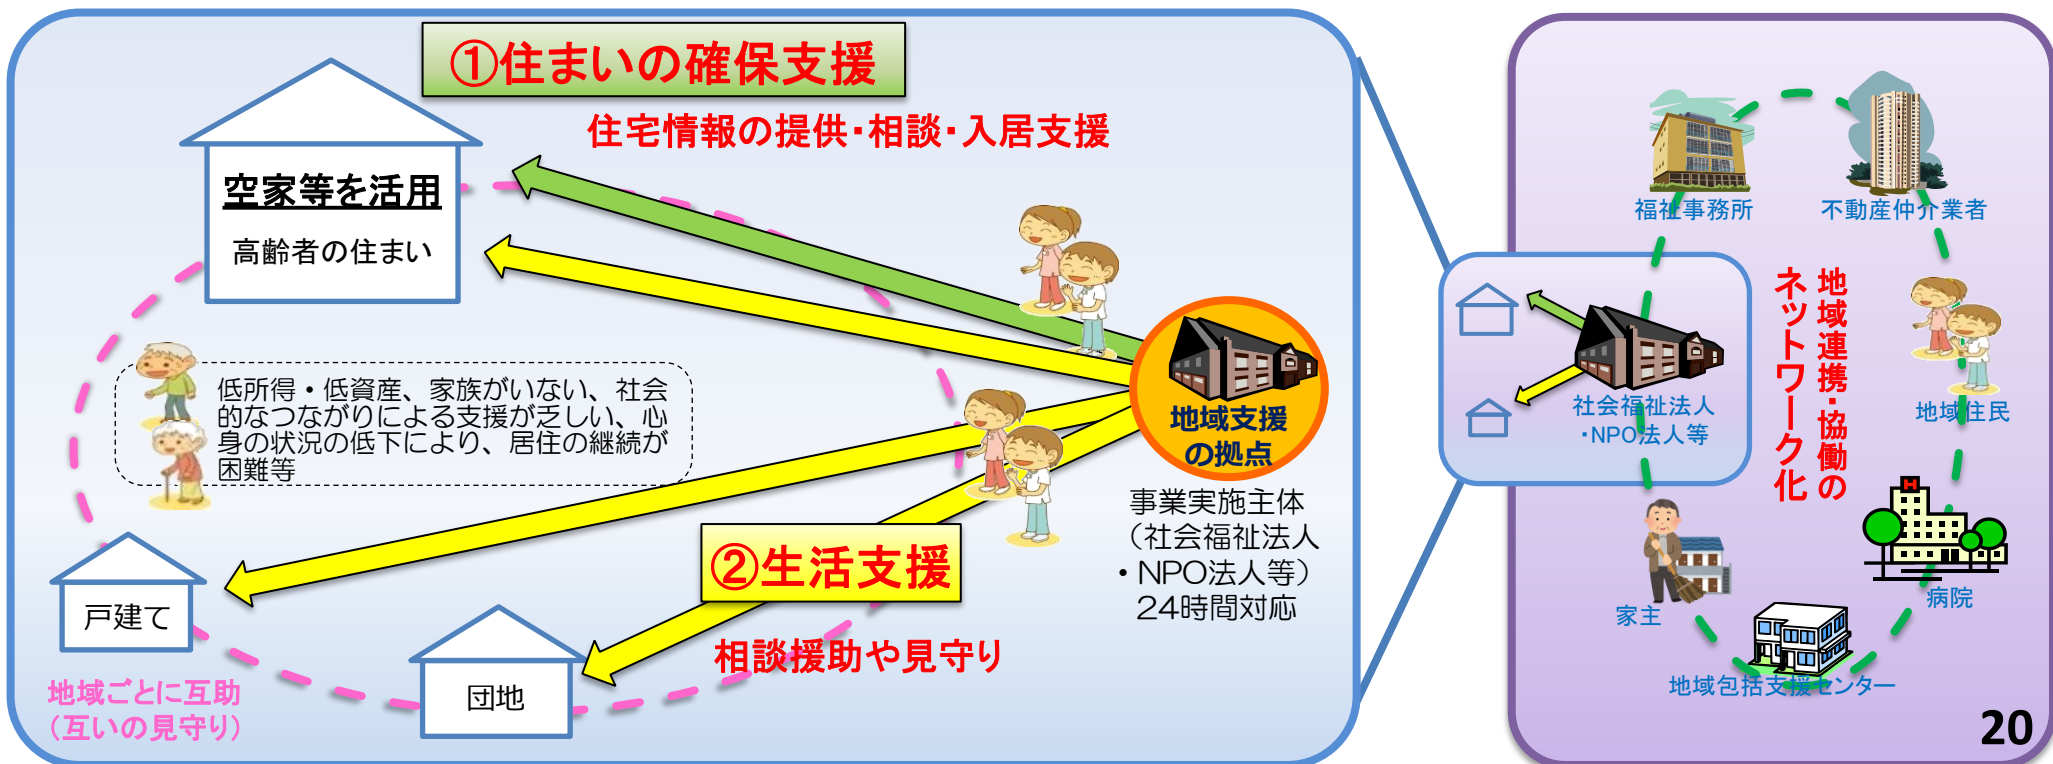 ①住まいの確保支援
住宅情報の提供・相談・入居支援
空家等を活用
高齢者の住まい
低所得・低資産、家族がいない、社会
的なつながりによる支援が乏しい、心
身の状況の低下により、居住の継続が
困難等
地域支援
の拠点
事業実施主体
（社会福祉法人
・NPO法人等）
24時間対応
②生活支援
相談援助や見守り
戸建て
団地
地域ごとに互助
（互いの見守り）
福祉事務所
不動産仲介業者
地域連携・協働の
ネットワーク化
社会福祉法人
・NPO法人等
地域住民
H
病院
家主
地域包括支援センター
20